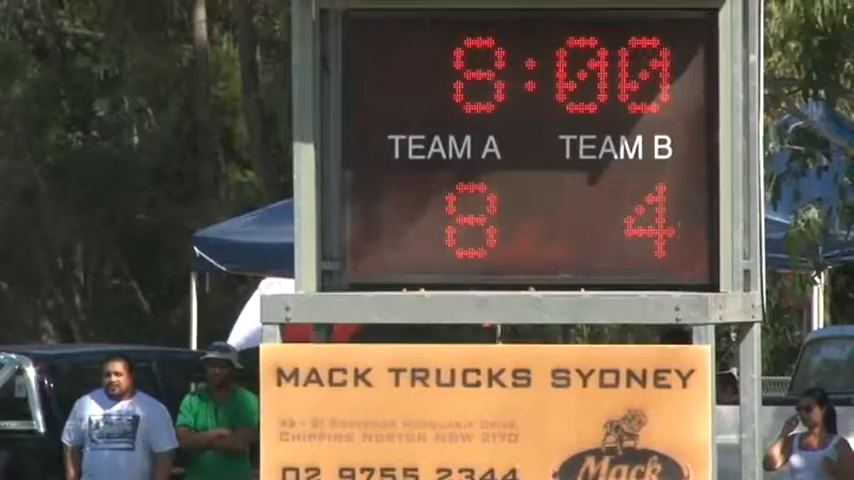 8:00
TEAM A TEAM B
8 4
MACK TRUCKS SYDNEY
CHIPPING NORTON NSW 2170
02 9755 2344
Mack